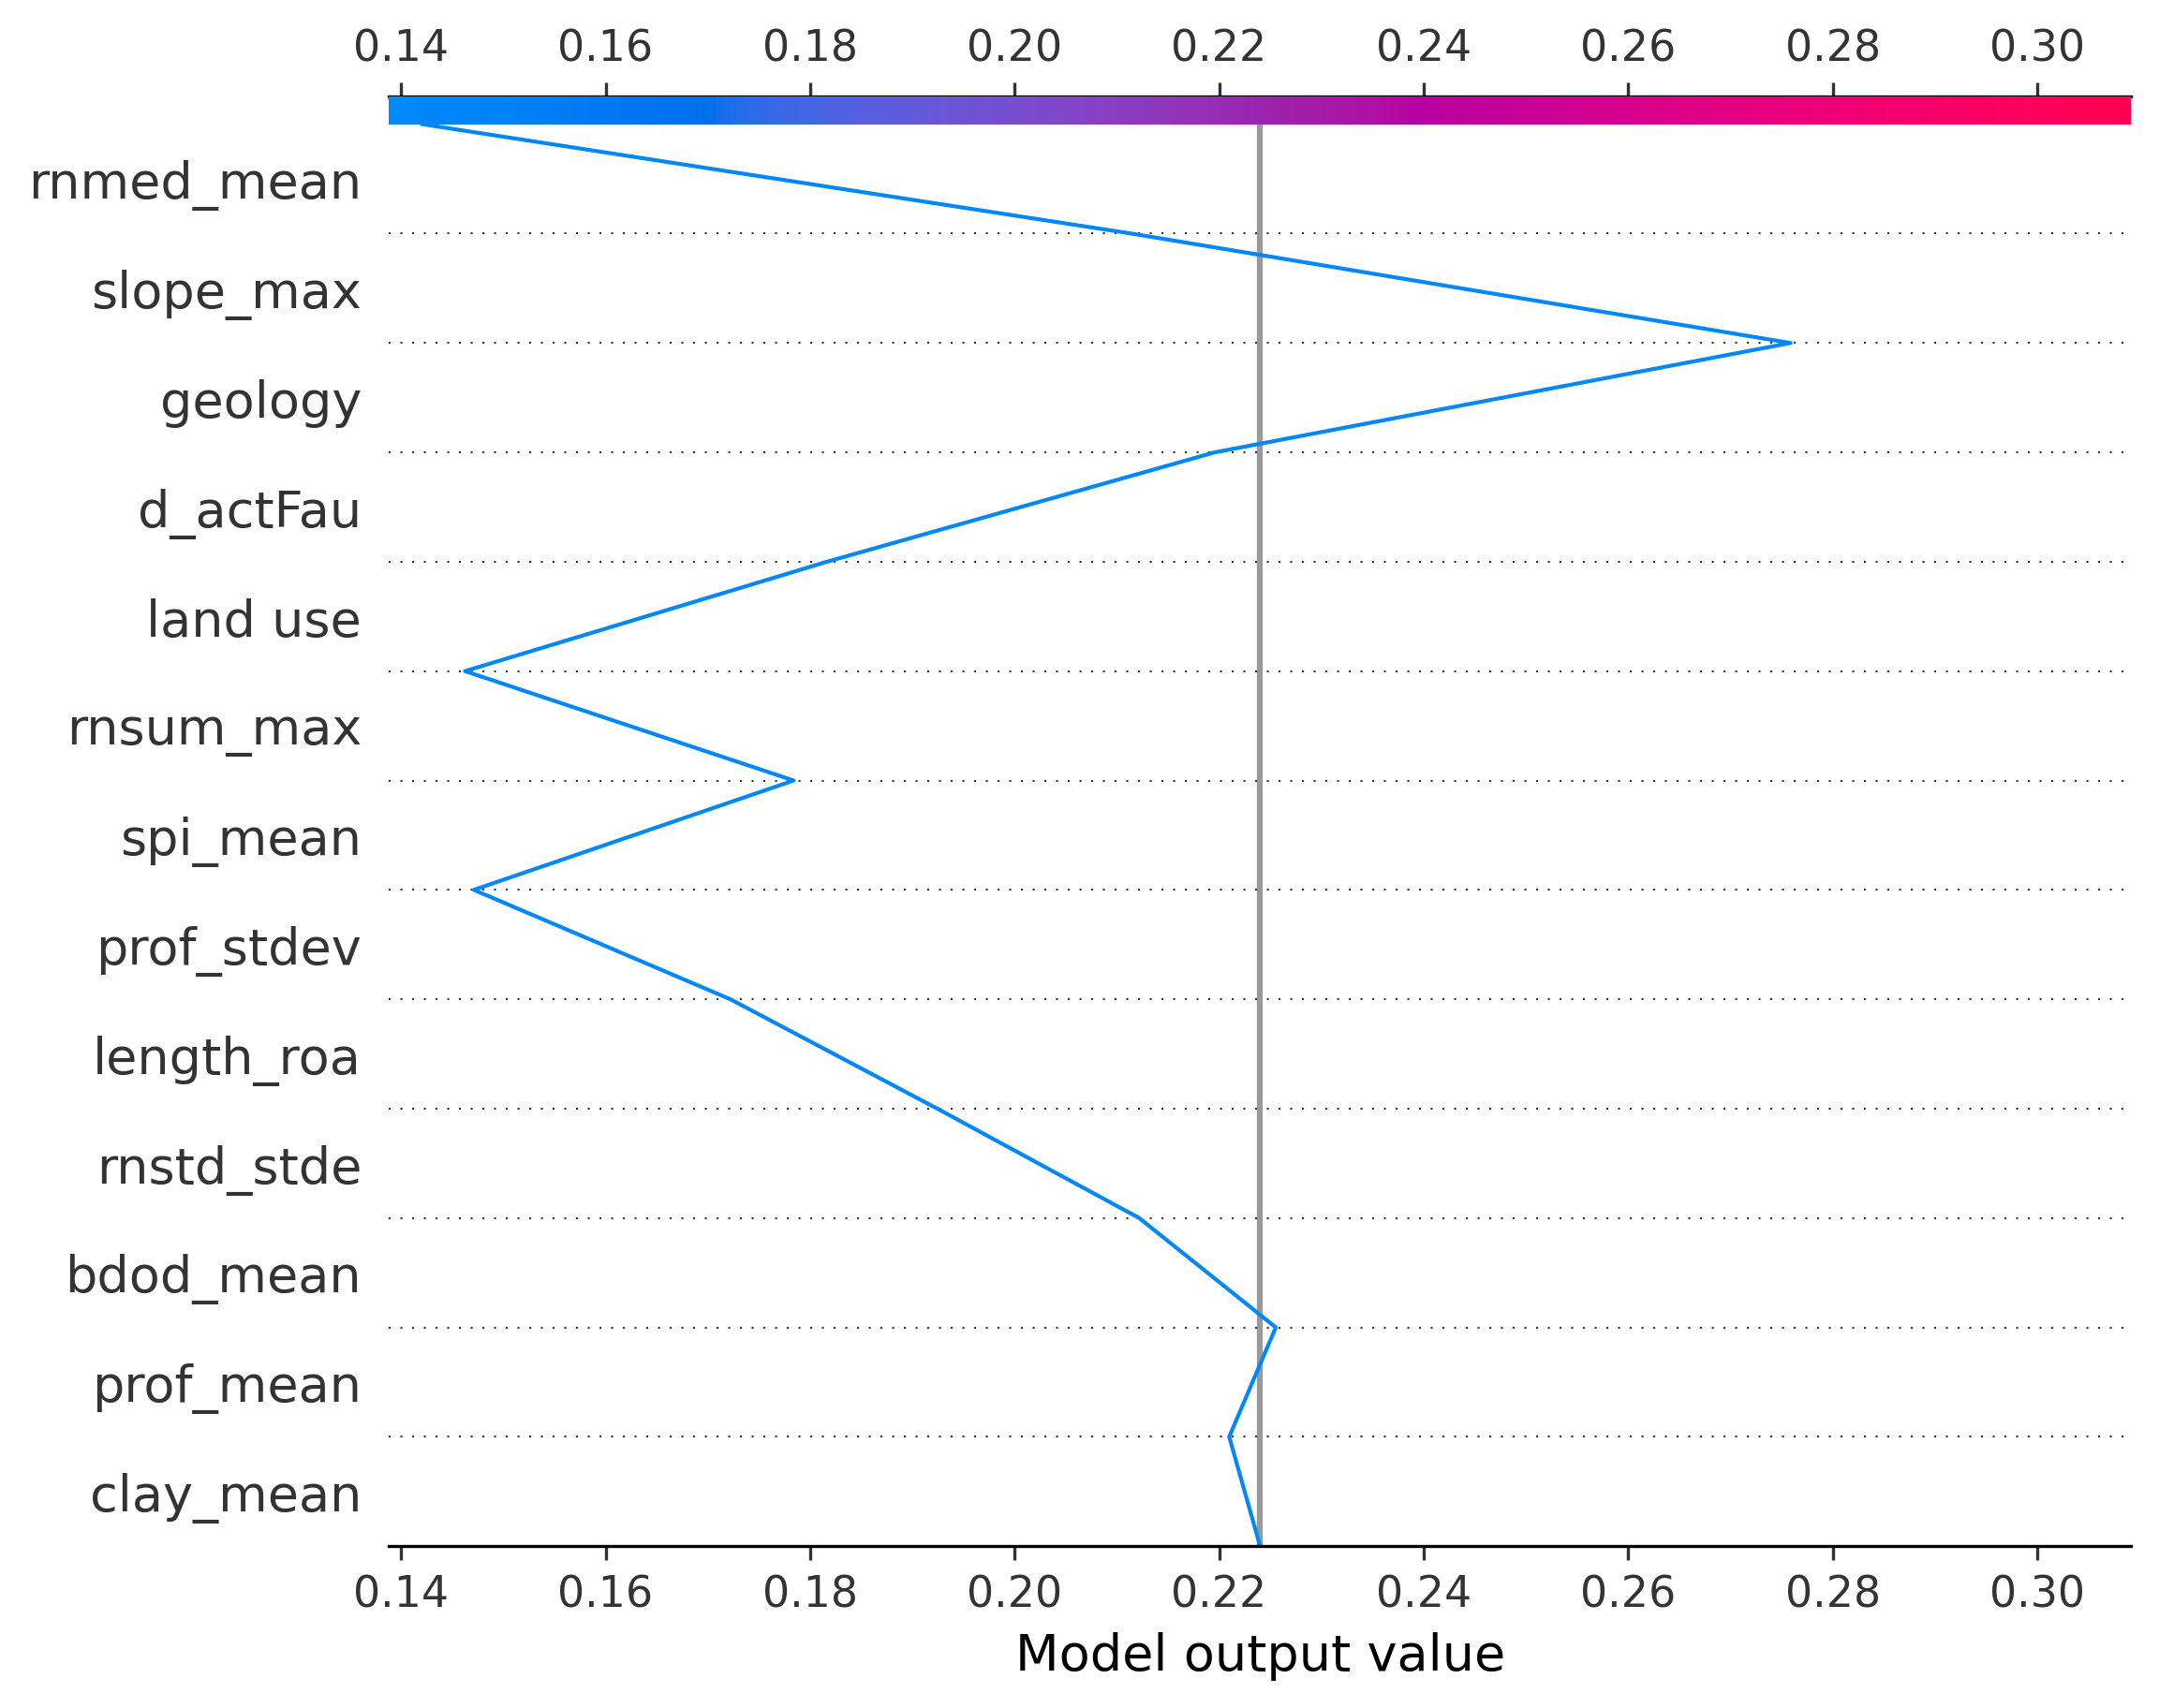 0.14 0.16 0.18 0.20 0.22 0.24 0.26 0.28 0.30
rnmed_mean
slope_max
geology
d_actFau
land use
rnsum_max
spi_mean
prof_stdev
length_roa
rnstd_stde
bdod_mean
prof_mean
clay_mean
0.14 0.16 0.18 0.20 0.22 0.24 0.26 0.28 0.30
Model output value